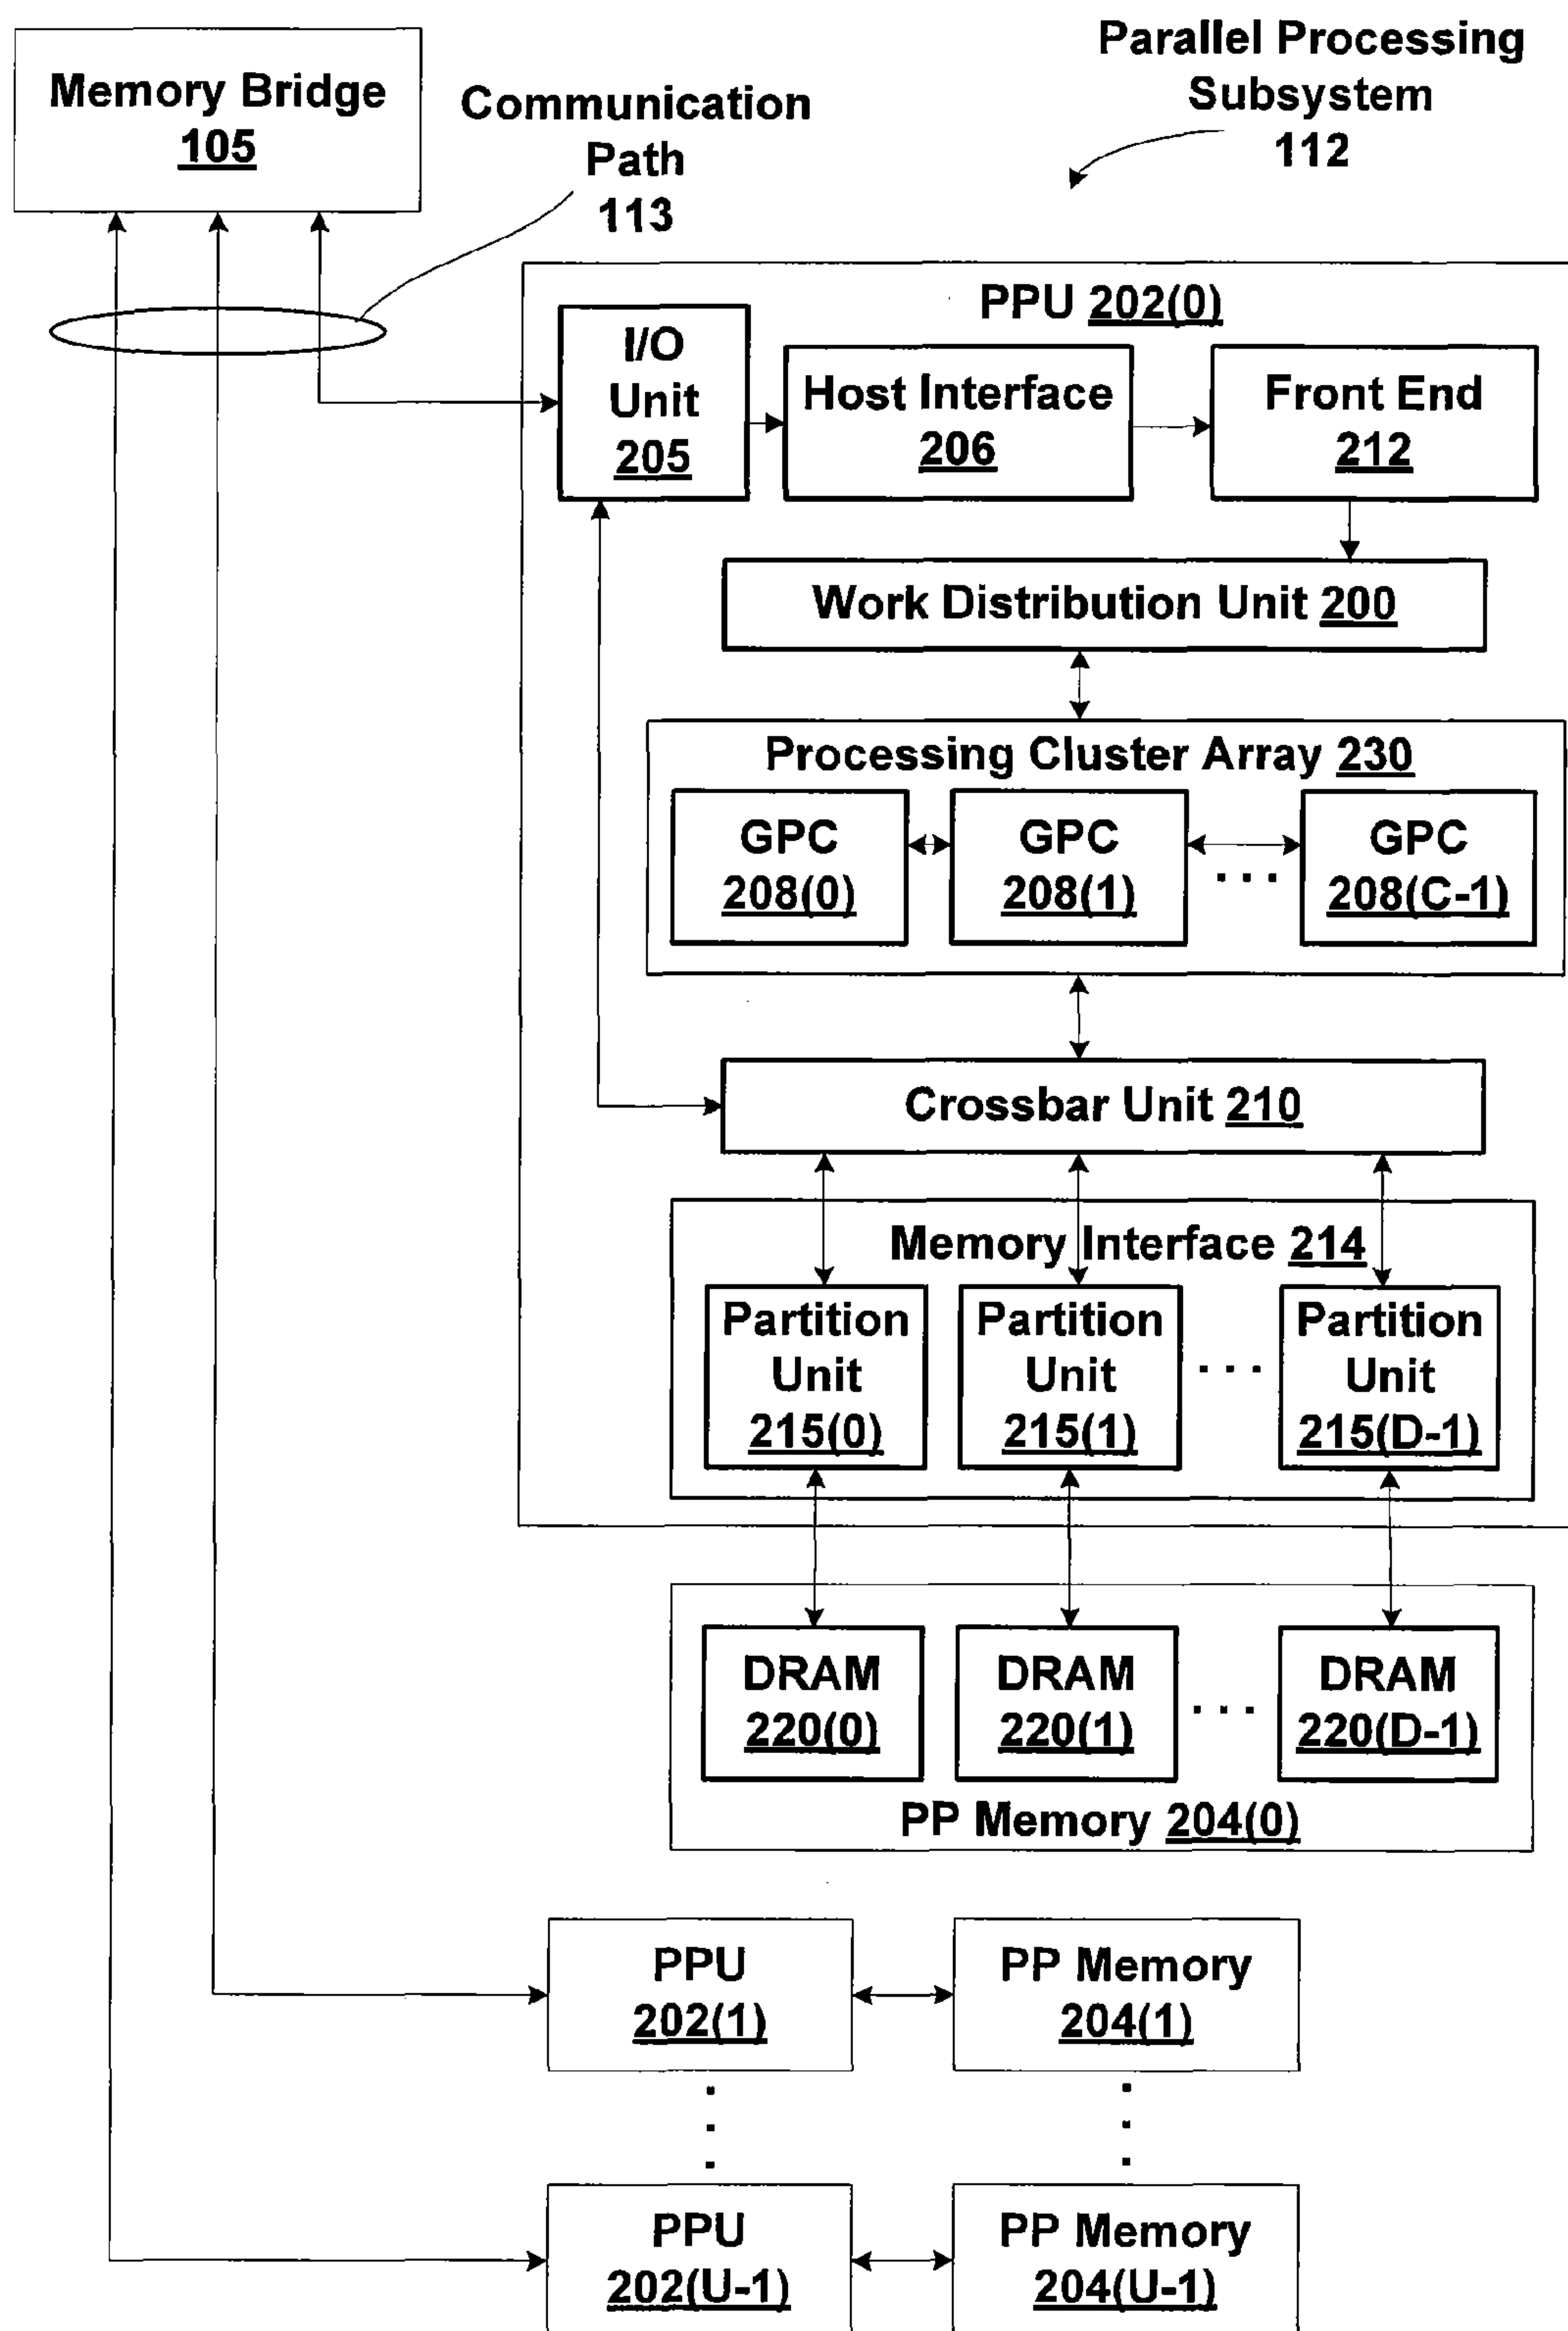 Memory Bridge
105
Communication
Path
113
Parallel Processing
Subsystem
112
PPU 202(0)
I/O
Unit
205
Host Interface
206
Front End
212
Work Distribution Unit 200
Processing Cluster Array 230
GPC
208(0)
GPC
208(1)
. . .
GPC
208(C-1)
Crossbar Unit 210
Memory Interface 214
Partition
Unit
215(0)
Partition
Unit
215(1)
. . .
Partition
Unit
215(D-1)
DRAM
220(0)
DRAM
220(1)
. . .
DRAM
220(D-1)
PP Memory 204(0)
PPU
202(1)
PP Memory
204(1)
PPU
202(U-1)
PP Memory
204(U-1)